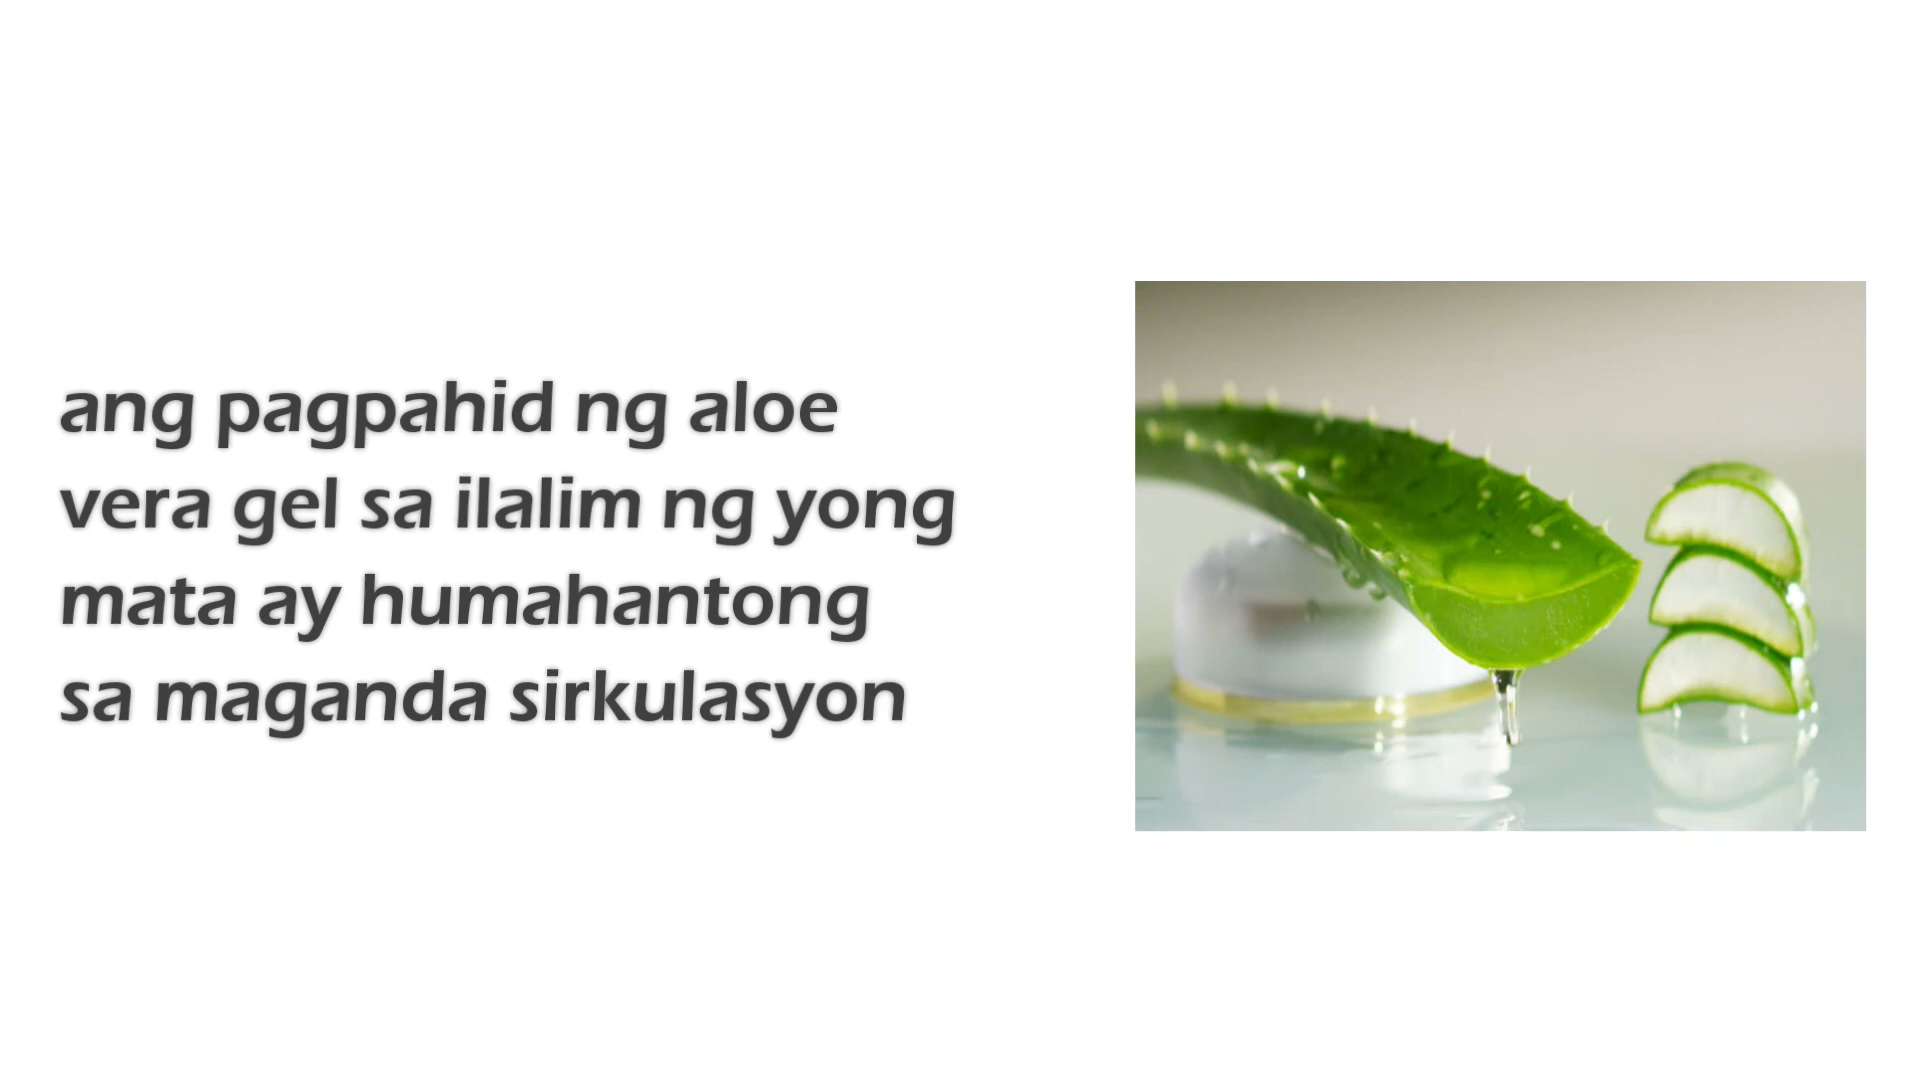 ang pagpahid ng aloe
vera gel sa ilalim ng yong
mata ay humahantong
sa maganda sirkulasyon